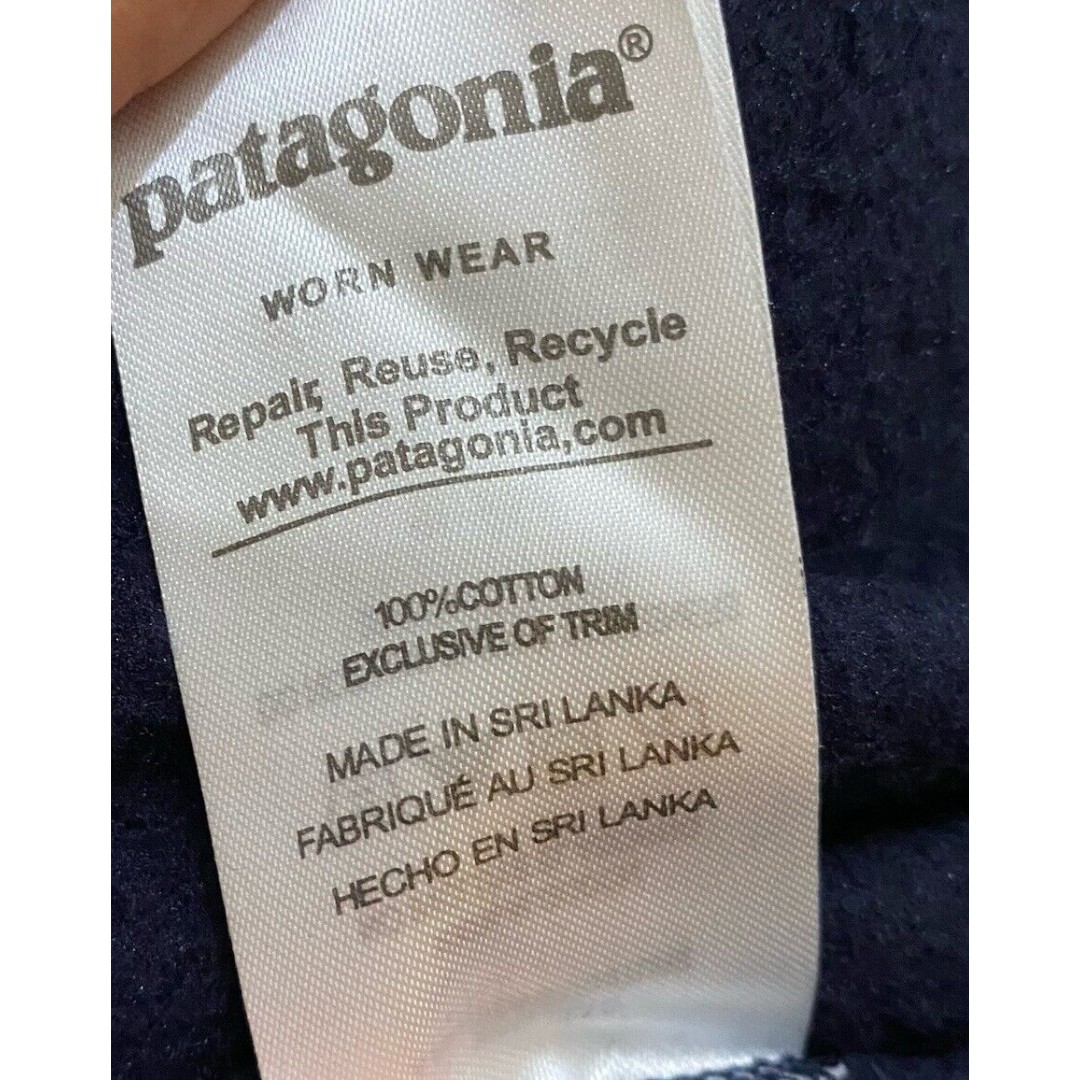 patagonia®
WORN WEAR
Repair, Reuse, Recycle
This Product
www.patagonia,com
100%COTTON
EXCLUSIVE OF TRIM
MADE IN SRI LANKA
FABRIQUÉ AU SRI LANKA
HECHO EN SRI LANKA